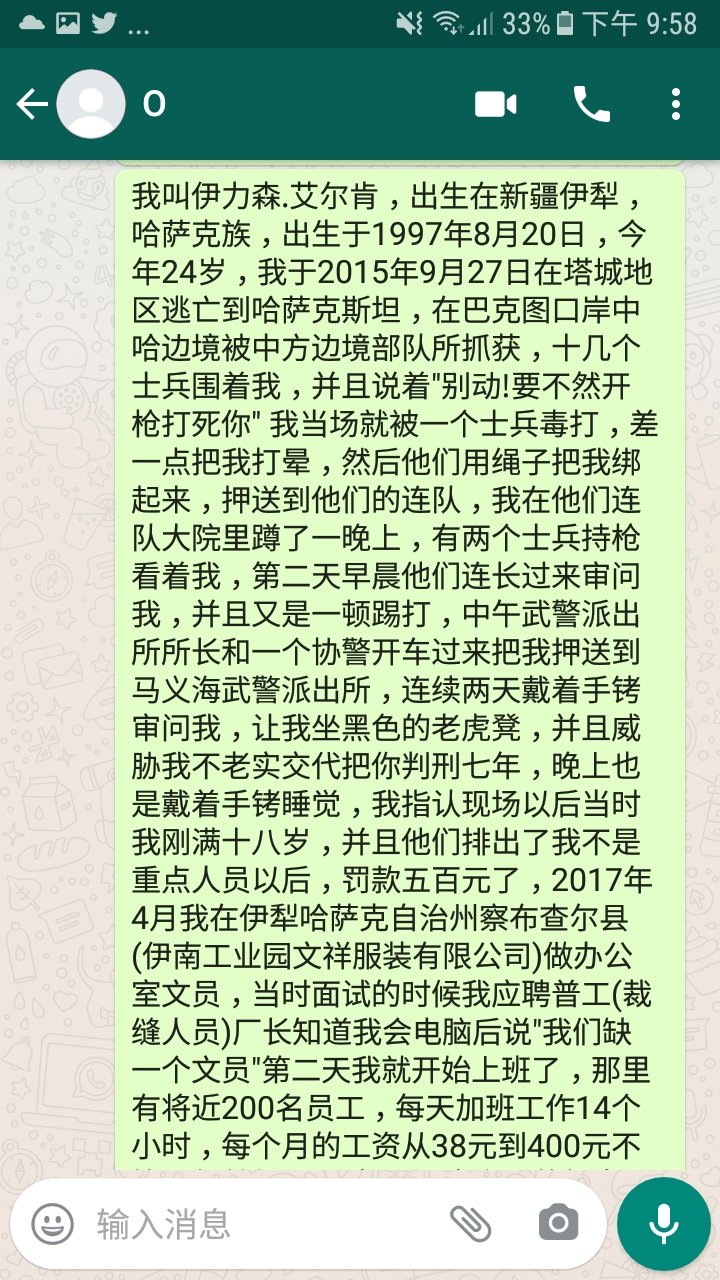 ... 33% 下午 9:58
O
我叫伊力森.艾尔肯，出生在新疆伊犁，
哈萨克族，出生于1997年8月20日，今
年24岁，我于2015年9月27日在塔城地
区逃亡到哈萨克斯坦，在巴克图口岸中
哈边境被中方边境部队所抓获，十几个
士兵围着我，并且说着"别动!要不然开
枪打死你" 我当场就被一个士兵毒打，差
一点把我打晕，然后他们用绳子把我绑
起来，押送到他们的连队，我在他们连
队大院里蹲了一晚上，有两个士兵持枪
看着我，第二天早晨他们连长过来审问
我，并且又是一顿踢打，中午武警派出
所所长和一个协警开车过来把我押送到
马义海武警派出所，连续两天戴着手铐
审问我，让我坐黑色的老虎凳，并且威
胁我不老实交代把你判刑七年，晚上也
是戴着手铐睡觉，我指认现场以后当时
我刚满十八岁，并且他们排出了我不是
重点人员以后，罚款五百元了，2017年
4月我在伊犁哈萨克自治州察布查尔县
(伊南工业园文祥服装有限公司)做办公
室文员，当时面试的时候我应聘普工(裁
缝人员)厂长知道我会电脑后说"我们缺
一个文员"第二天我就开始上班了，那里
有将近200名员工，每天加班工作14个
小时，每个月的工资从38元到400元不
输入消息